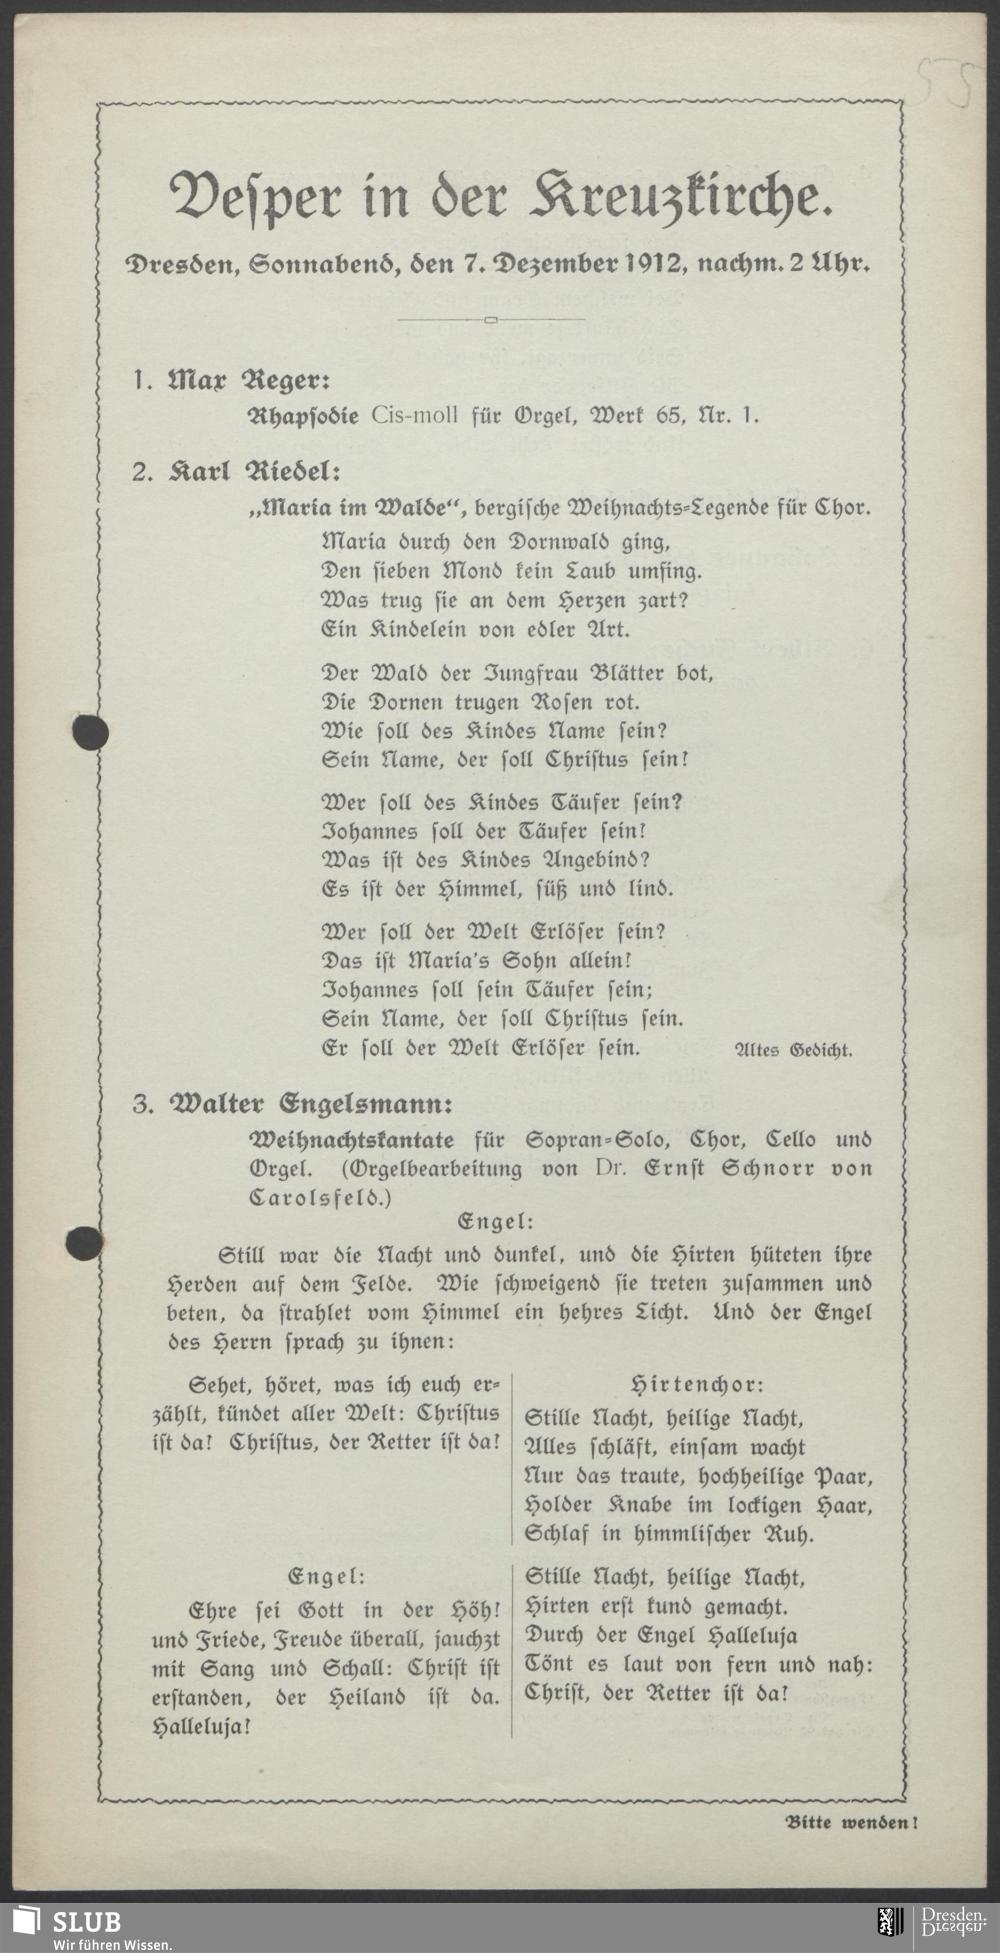 55
Vesper in der Kreuzkirche.
Dresden, Sonnabend, den 7. Dezember 1912, nachm. 2 Uhr.
1. Max Reger:
Rhapsodie Cis-moll für Orgel, Werk 65, Nr. 1.
2. Karl Riedel:
„Maria im Walde“, bergische Weihnachts-Legende für Chor.
Maria durch den Dornwald ging,
Den sieben Mond kein Laub umfing.
Was trug sie an dem Herzen zart?
Ein Kindelein von edler Art.
Der Wald der Jungfrau Blätter bot,
Die Dornen trugen Rosen rot.
Wie soll des Kindes Name sein?
Sein Name, der soll Christus sein!
Wer soll des Kindes Täufer sein?
Johannes soll der Täufer sein!
Was ist des Kindes Angebind?
Es ist der Himmel, süß und lind.
Wer soll der Welt Erlöser sein?
Das ist Maria's Sohn allein!
Johannes soll sein Täufer sein;
Sein Name, der soll Christus sein.
Er soll der Welt Erlöser sein. Altes Gedicht.
3. Walter Engelsmann:
Weihnachtskantate für Sopran-Solo, Chor, Cello und
Orgel. (Orgelbearbeitung von Dr. Ernst Schnorr von
Carolsfeld.)
Engel:
Still war die Nacht und dunkel, und die Hirten hüteten ihre
Herden auf dem Felde. Wie schweigend sie treten zusammen und
beten, da strahlet vom Himmel ein hehres Licht. Und der Engel
des Herrn sprach zu ihnen:
Sehet, höret, was ich euch er-
zählt, kündet aller Welt: Christus
ist da! Christus, der Retter ist da!
Hirtenchor:
Stille Nacht, heilige Nacht,
Alles schläft, einsam wacht
Nur das traute, hochheilige Paar,
Holder Knabe im lockigen Haar,
Schlaf in himmlischer Ruh.
Engel:
Ehre sei Gott in der Höh!
und Friede, Freude überall, jauchzt
mit Sang und Schall: Christ ist
erstanden, der Heiland ist da.
Halleluja!
Stille Nacht, heilige Nacht,
Hirten erst kund gemacht.
Durch der Engel Halleluja
Tönt es laut von fern und nah:
Christ, der Retter ist da!
Bitte wenden!
SLUB
Wir führen Wissen.
Dresden.
Dresden.